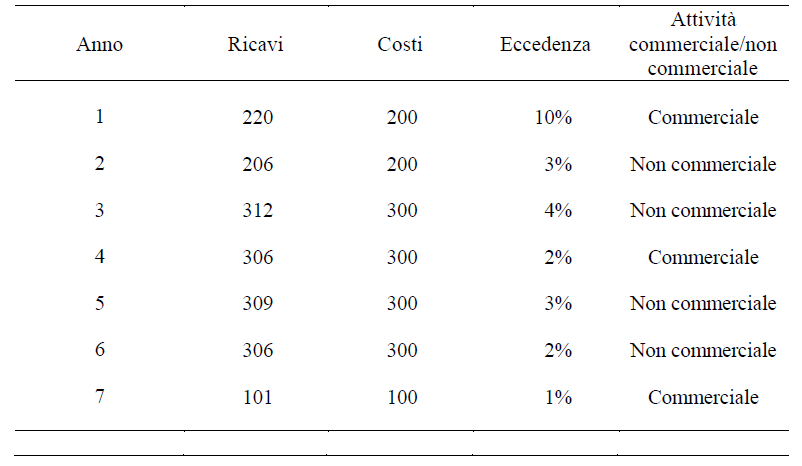 Anno Ricavi Costi Eccedenza Attività commerciale/non commerciale
1 220 200 10% Commerciale
2 206 200 3% Non commerciale
3 312 300 4% Non commerciale
4 306 300 2% Commerciale
5 309 300 3% Non commerciale
6 306 300 2% Non commerciale
7 101 100 1% Commerciale